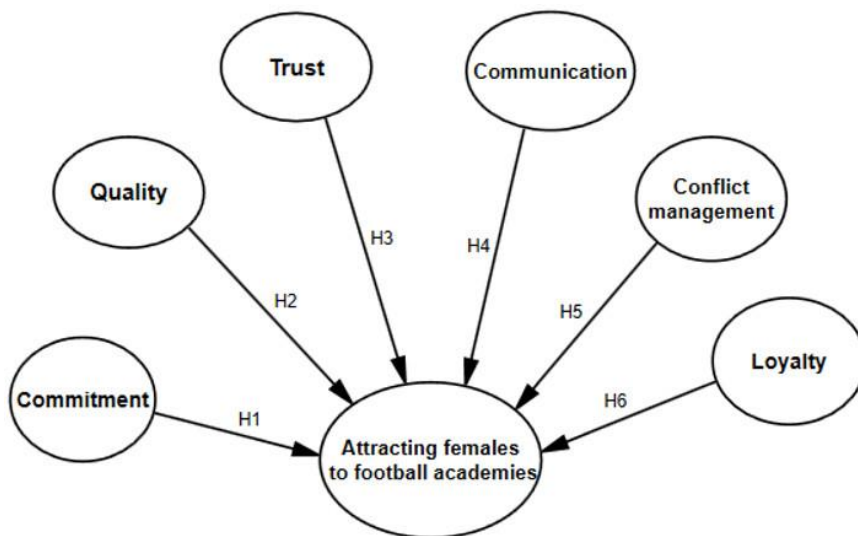 Trust
Communication
Quality
Conflict
management
H3
H4
H2
H5
Loyalty
Commitment
H1
H6
Attracting females
to football academies